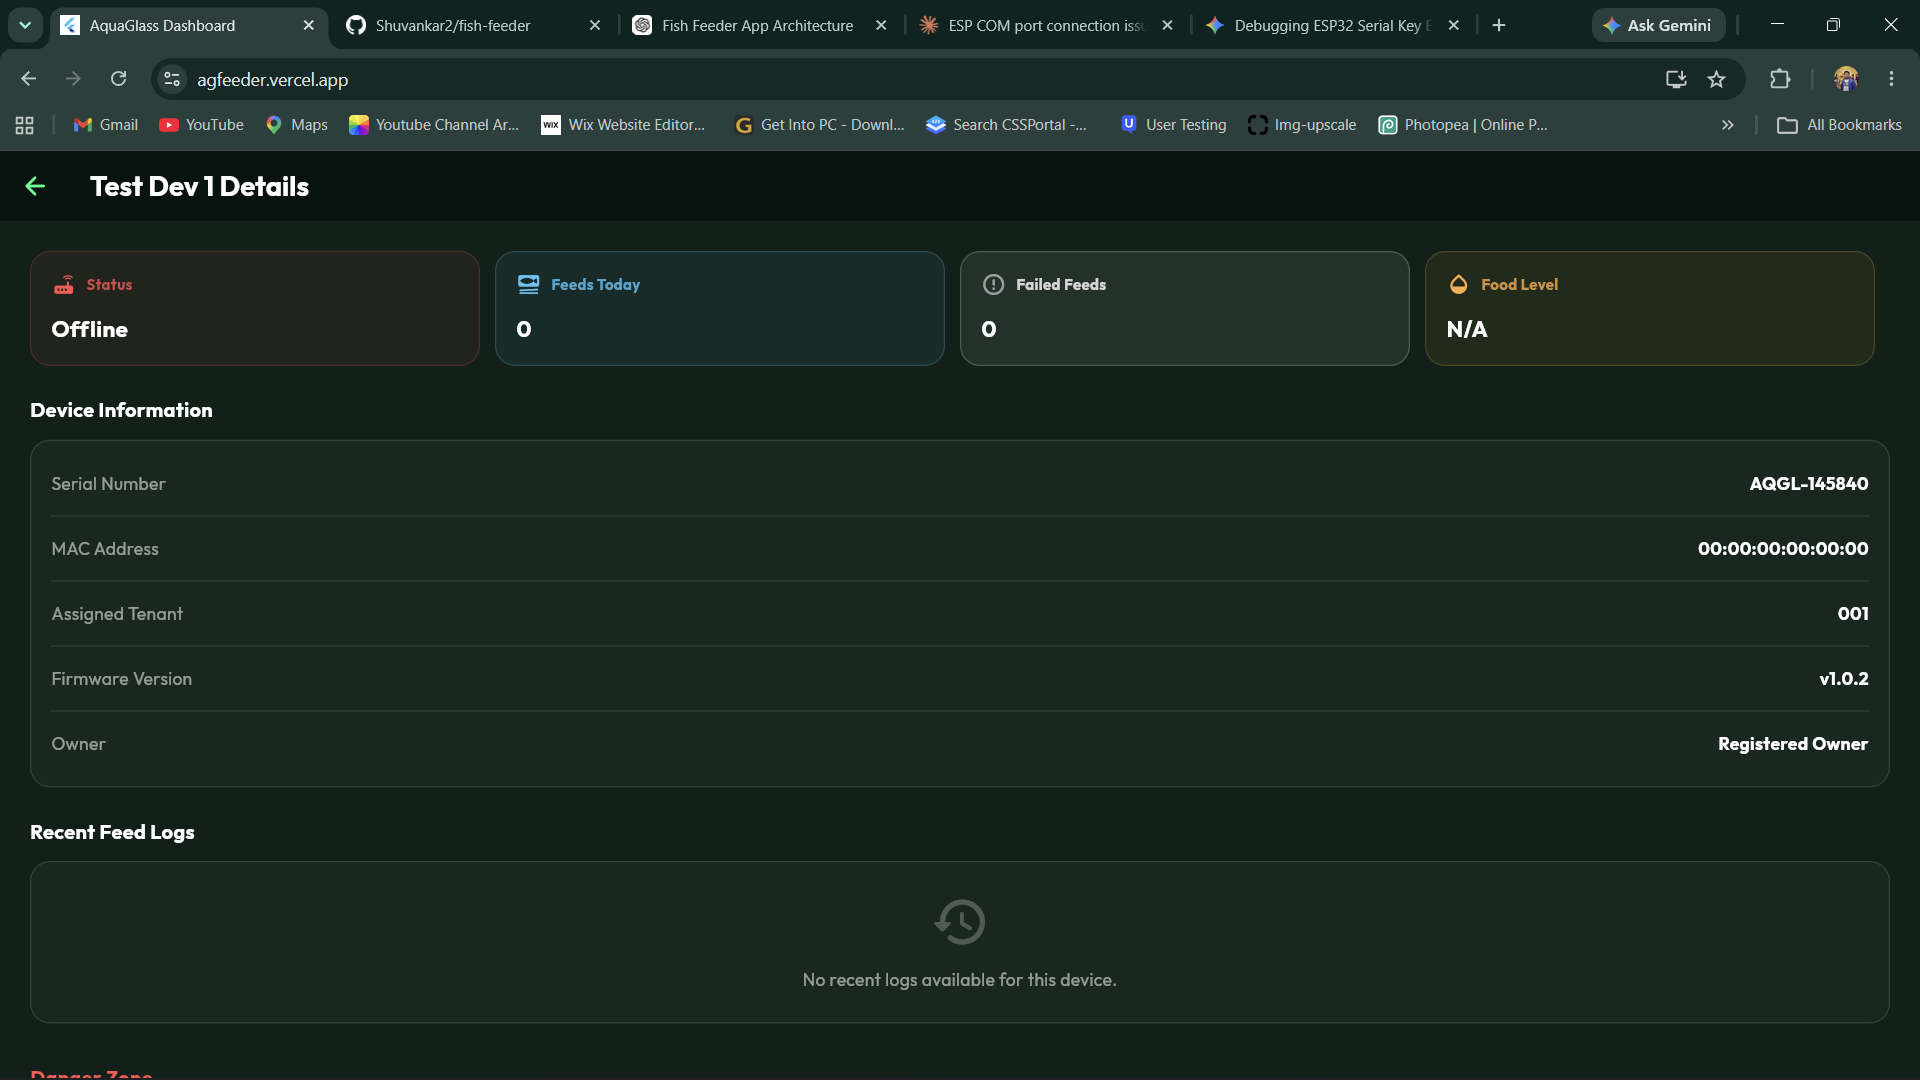 AquaGlass Dashboard
Shuvankar2/fish-feeder
Fish Feeder App Architecture
ESP COM port connection issu
Debugging ESP32 Serial Key E
Ask Gemini
agfeeder.vercel.app
Gmail
YouTube
Maps
Youtube Channel Ar...
WIX
Wix Website Editor...
Get Into PC - Downl...
Search CSSPortal -...
User Testing
Img-upscale
Photopea | Online P...
All Bookmarks
Test Dev 1 Details
Status
Offline
Feeds Today
0
Failed Feeds
0
Food Level
N/A
Device Information
Serial Number AQGL-145840
MAC Address 00:00:00:00:00:00
Assigned Tenant 001
Firmware Version v1.0.2
Owner Registered Owner
Recent Feed Logs
No recent logs available for this device.
Danger Zone